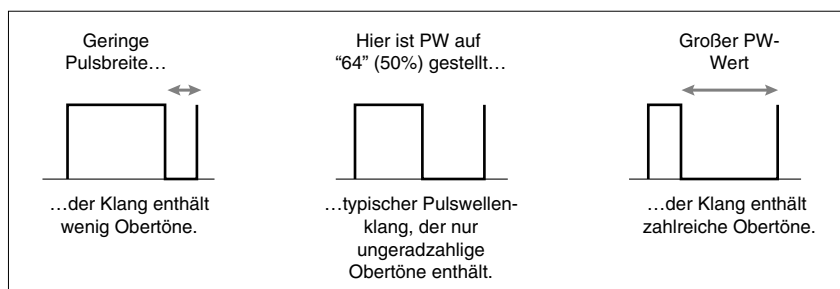 Geringe
Pulsbreite…
…der Klang enthält
wenig Obertöne.
Hier ist PW auf
“64” (50%) gestellt…
…typischer Pulswellen-
klang, der nur
ungeradzahlige
Obertöne enthält.
Großer PW-
Wert
…der Klang enthält
zahlreiche Obertöne.